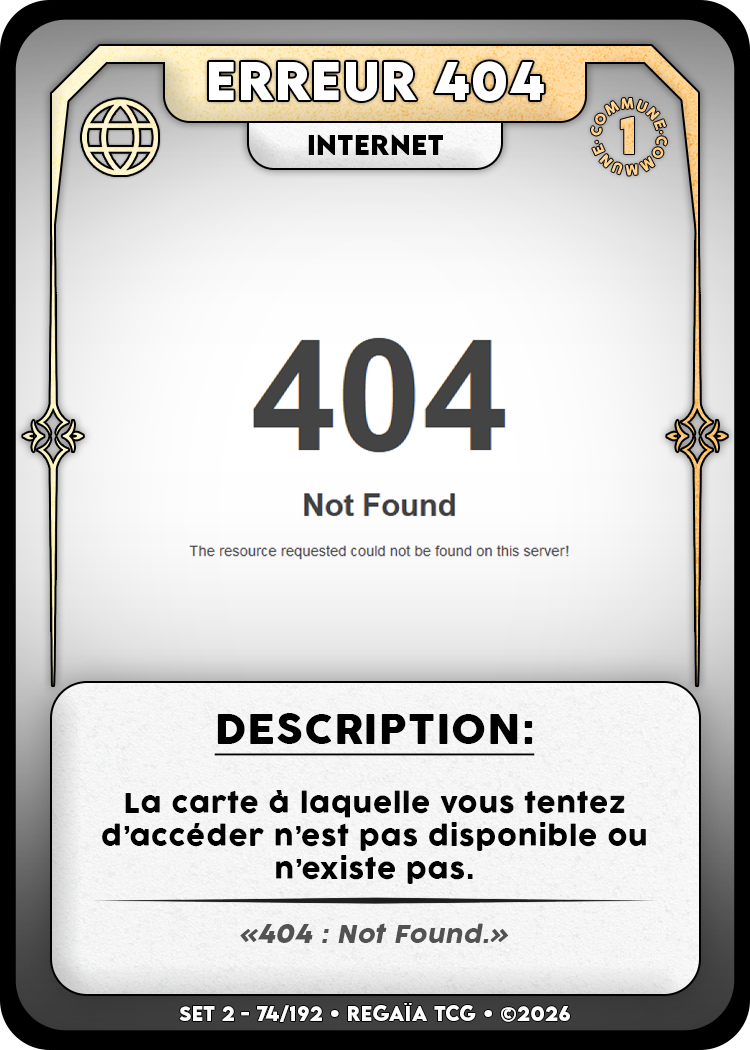 ERREUR 404
INTERNET
COMMUNE·COMMUNE·
1
404
Not Found
The resource requested could not be found on this server!
DESCRIPTION:
La carte à laquelle vous tentez
d'accéder n'est pas disponible ou
n'existe pas.
«404 : Not Found.»
SET 2 - 74/192 • REGAÏA TCG • ©2026